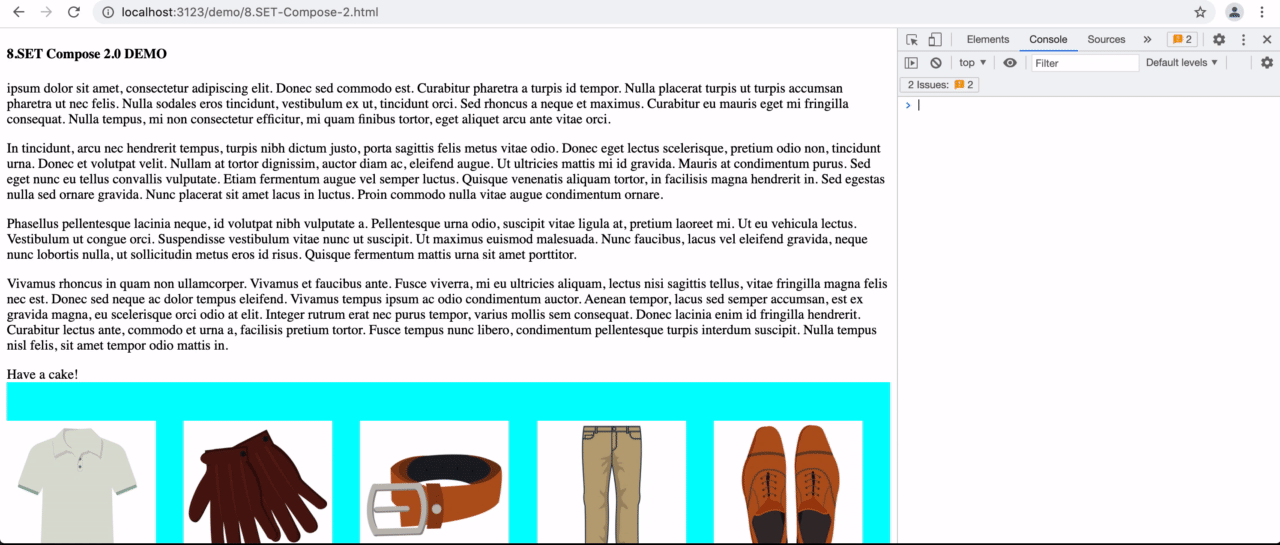 localhost:3123/demo/8.SET-Compose-2.html
Elements Console Sources » 2
top ▼ Filter Default levels ▼
2 Issues: 2
8.SET Compose 2.0 DEMO
ipsum dolor sit amet, consectetur adipiscing elit. Donec sed commodo est. Curabitur pharetra a turpis id tempor. Nulla placerat turpis ut turpis accumsan
pharetra ut nec felis. Nulla sodales eros tincidunt, vestibulum ex ut, tincidunt orci. Sed rhoncus a neque et maximus. Curabitur eu mauris eget mi fringilla
consequat. Nulla tempus, mi non consectetur efficitur, mi quam finibus tortor, eget aliquet arcu ante vitae orci.
In tincidunt, arcu nec hendrerit tempus, turpis nibh dictum justo, porta sagittis felis metus vitae odio. Donec eget lectus scelerisque, pretium odio non, tincidunt
urna. Donec et volutpat velit. Nullam at tortor dignissim, auctor diam ac, eleifend augue. Ut ultricies mattis mi id gravida. Mauris at condimentum purus. Sed
eget nunc eu tellus convallis vulputate. Etiam fermentum augue vel semper luctus. Quisque venenatis aliquam tortor, in facilisis magna hendrerit in. Sed egestas
nulla sed ornare gravida. Nunc placerat sit amet lacus in luctus. Proin commodo nulla vitae augue condimentum ornare.
Phasellus pellentesque lacinia neque, id volutpat nibh vulputate a. Pellentesque urna odio, suscipit vitae ligula at, pretium laoreet mi. Ut eu vehicula lectus.
Vestibulum ut congue orci. Suspendisse vestibulum vitae nunc ut suscipit. Ut maximus euismod malesuada. Nunc faucibus, lacus vel eleifend gravida, neque
nunc lobortis nulla, ut sollicitudin metus eros id risus. Quisque fermentum mattis urna sit amet porttitor.
Vivamus rhoncus in quam non ullamcorper. Vivamus et faucibus ante. Fusce viverra, mi eu ultricies aliquam, lectus nisi sagittis tellus, vitae fringilla magna felis
nec est. Donec sed neque ac dolor tempus eleifend. Vivamus tempus ipsum ac odio condimentum auctor. Aenean tempor, lacus sed semper accumsan, est ex
gravida magna, eu scelerisque orci odio at elit. Integer rutrum erat nec purus tempor, varius mollis sem consequat. Donec lacinia enim id fringilla hendrerit.
Curabitur lectus ante, commodo et urna a, facilisis pretium tortor. Fusce tempus nunc libero, condimentum pellentesque turpis interdum suscipit. Nulla tempus
nisl felis, sit amet tempor odio mattis in.
Have a cake!